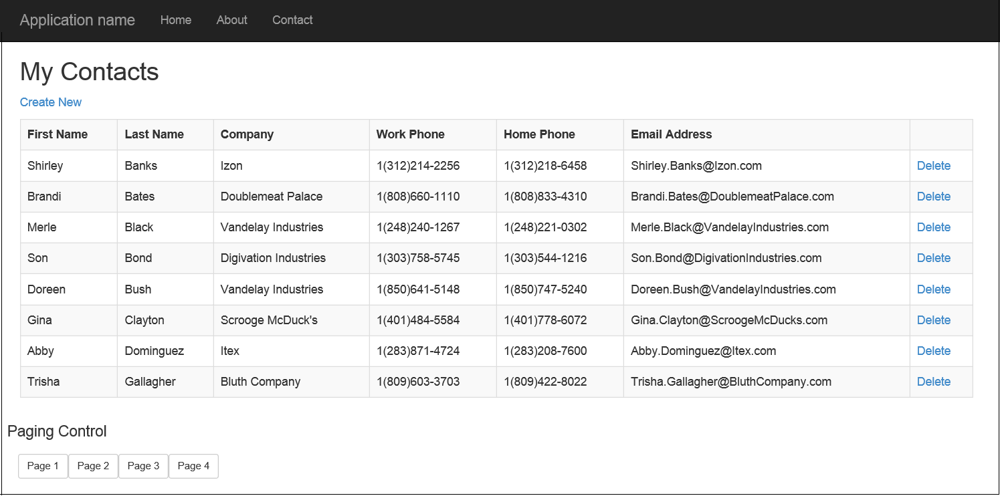 Application name Home About Contact
My Contacts
Create New
First Name Last Name Company Work Phone Home Phone Email Address
Shirley Banks Izon 1(312)214-2256 1(312)218-6458 Shirley.Banks@Izon.com Delete
Brandi Bates Doublemeat Palace 1(808)660-1110 1(808)833-4310 Brandi.Bates@DoublemeatPalace.com Delete
Merle Black Vandelay Industries 1(248)240-1267 1(248)221-0302 Merle.Black@VandelayIndustries.com Delete
Son Bond Digivation Industries 1(303)758-5745 1(303)544-1216 Son.Bond@DigivationIndustries.com Delete
Doreen Bush Vandelay Industries 1(850)641-5148 1(850)747-5240 Doreen.Bush@VandelayIndustries.com Delete
Gina Clayton Scrooge McDuck's 1(401)484-5584 1(401)778-6072 Gina.Clayton@ScroogeMcDucks.com Delete
Abby Dominguez Itex 1(283)871-4724 1(283)208-7600 Abby.Dominguez@Itex.com Delete
Trisha Gallagher Bluth Company 1(809)603-3703 1(809)422-8022 Trisha.Gallagher@BluthCompany.com Delete
Paging Control
Page 1 Page 2 Page 3 Page 4